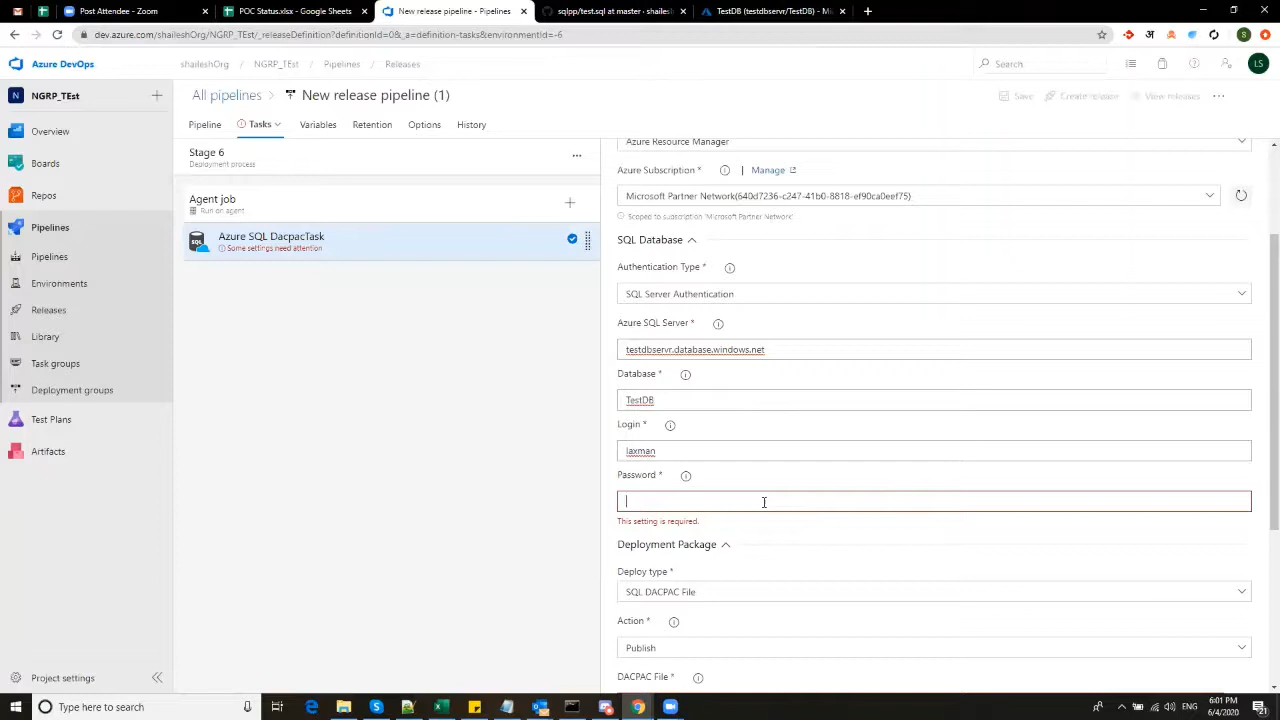 Post Attendee - Zoom
POC Status.xlsx - Google Sheets
New release pipeline - Pipelines
sqlpp/test.sql at master · shailesh
TestDB (testdbservr/TestDB) - Mi
dev.azure.com/shaileshOrg/NGRP_TEst/_releaseDefinition?definitionId=0&_a=definition-tasks&environmentId=-6
S
Azure DevOps
shaileshOrg / NGRP_TEst / Pipelines / Releases
Search
LS
N NGRP_TEst
All pipelines > New release pipeline (1)
Save
Create release
View releases
Pipeline
Tasks
Variables
Retention
Options
History
Overview
Boards
Repos
Pipelines
Pipelines
Environments
Releases
Library
Task groups
Deployment groups
Test Plans
Artifacts
Project settings
Stage 6
Deployment process
Agent job
Run on agent
SQL
Azure SQL DacpacTask
Some settings need attention
Azure Resource Manager
Azure Subscription * | Manage
Microsoft Partner Network(640d7236-c247-41b0-8818-ef90ca0eef75)
Scoped to subscription 'Microsoft Partner Network'
SQL Database
Authentication Type *
SQL Server Authentication
Azure SQL Server *
testdbservr.database.windows.net
Database *
TestDB
Login *
laxman
Password *
This setting is required.
Deployment Package
Deploy type *
SQL DACPAC File
Action *
Publish
DACPAC File *
Type here to search
ENG
6:01 PM
6/4/2020